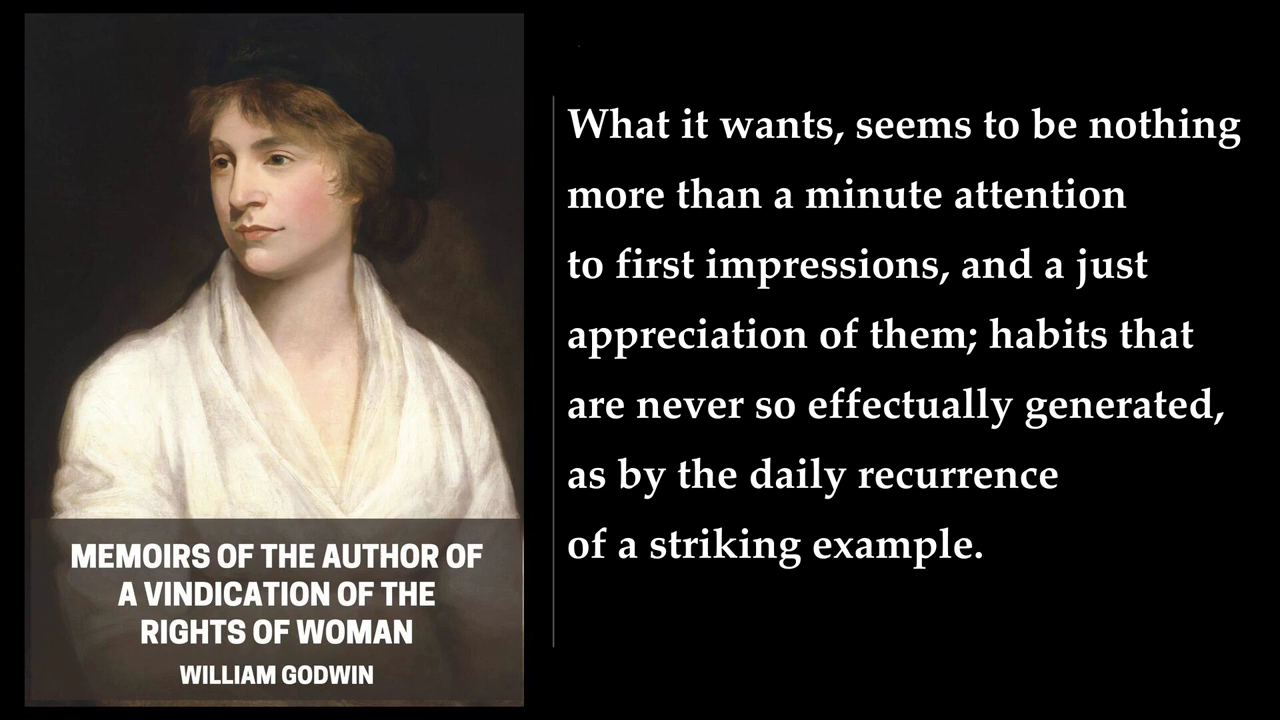 MEMOIRS OF THE AUTHOR OF
A VINDICATION OF THE
RIGHTS OF WOMAN
WILLIAM GODWIN
What it wants, seems to be nothing
more than a minute attention
to first impressions, and a just
appreciation of them; habits that
are never so effectually generated,
as by the daily recurrence
of a striking example.